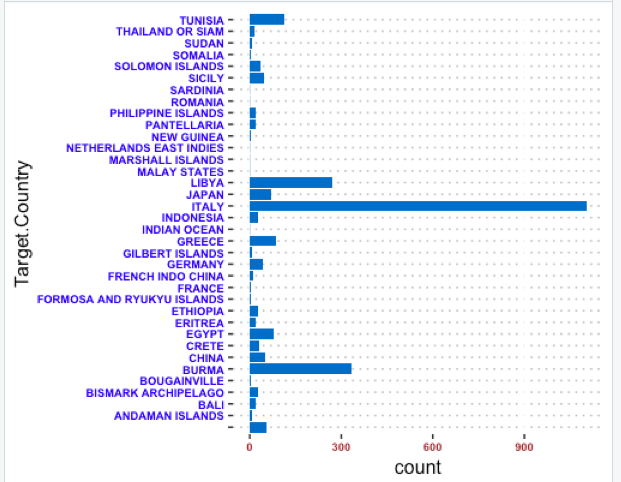 TUNISIA
THAILAND OR SIAM
SUDAN
SOMALIA
SOLOMON ISLANDS
SICILY
SARDINIA
ROMANIA
PHILIPPINE ISLANDS
PANTELLARIA
NEW GUINEA
NETHERLANDS EAST INDIES
MARSHALL ISLANDS
MALAY STATES
LIBYA
JAPAN
ITALY
INDONESIA
INDIAN OCEAN
GREECE
GILBERT ISLANDS
GERMANY
FRENCH INDO CHINA
FRANCE
FORMOSA AND RYUKYU ISLANDS
ETHIOPIA
ERITREA
EGYPT
CRETE
CHINA
BURMA
BOUGAINVILLE
BISMARK ARCHIPELAGO
BALI
ANDAMAN ISLANDS
Target.Country
0 300 600 900
count